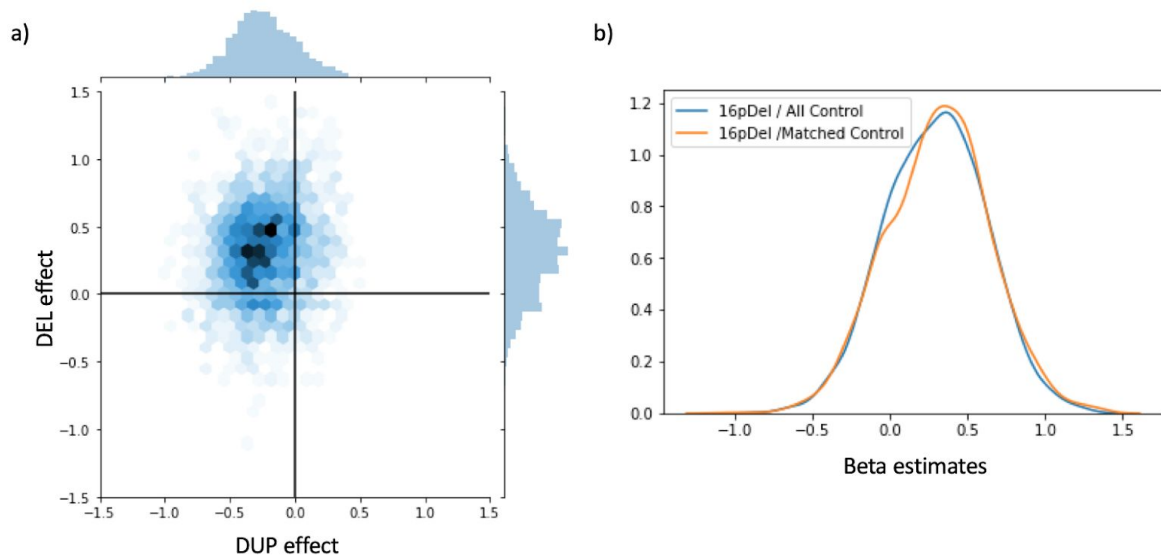 a)
1.5
1.0
0.5
0.0
−0.5
−1.0
−1.5
−1.5 −1.0 −0.5 0.0 0.5 1.0 1.5
DEL effect
DUP effect
b)
16pDel / All Control
16pDel /Matched Control
1.2
1.0
0.8
0.6
0.4
0.2
0.0
−1.0 −0.5 0.0 0.5 1.0 1.5
Beta estimates